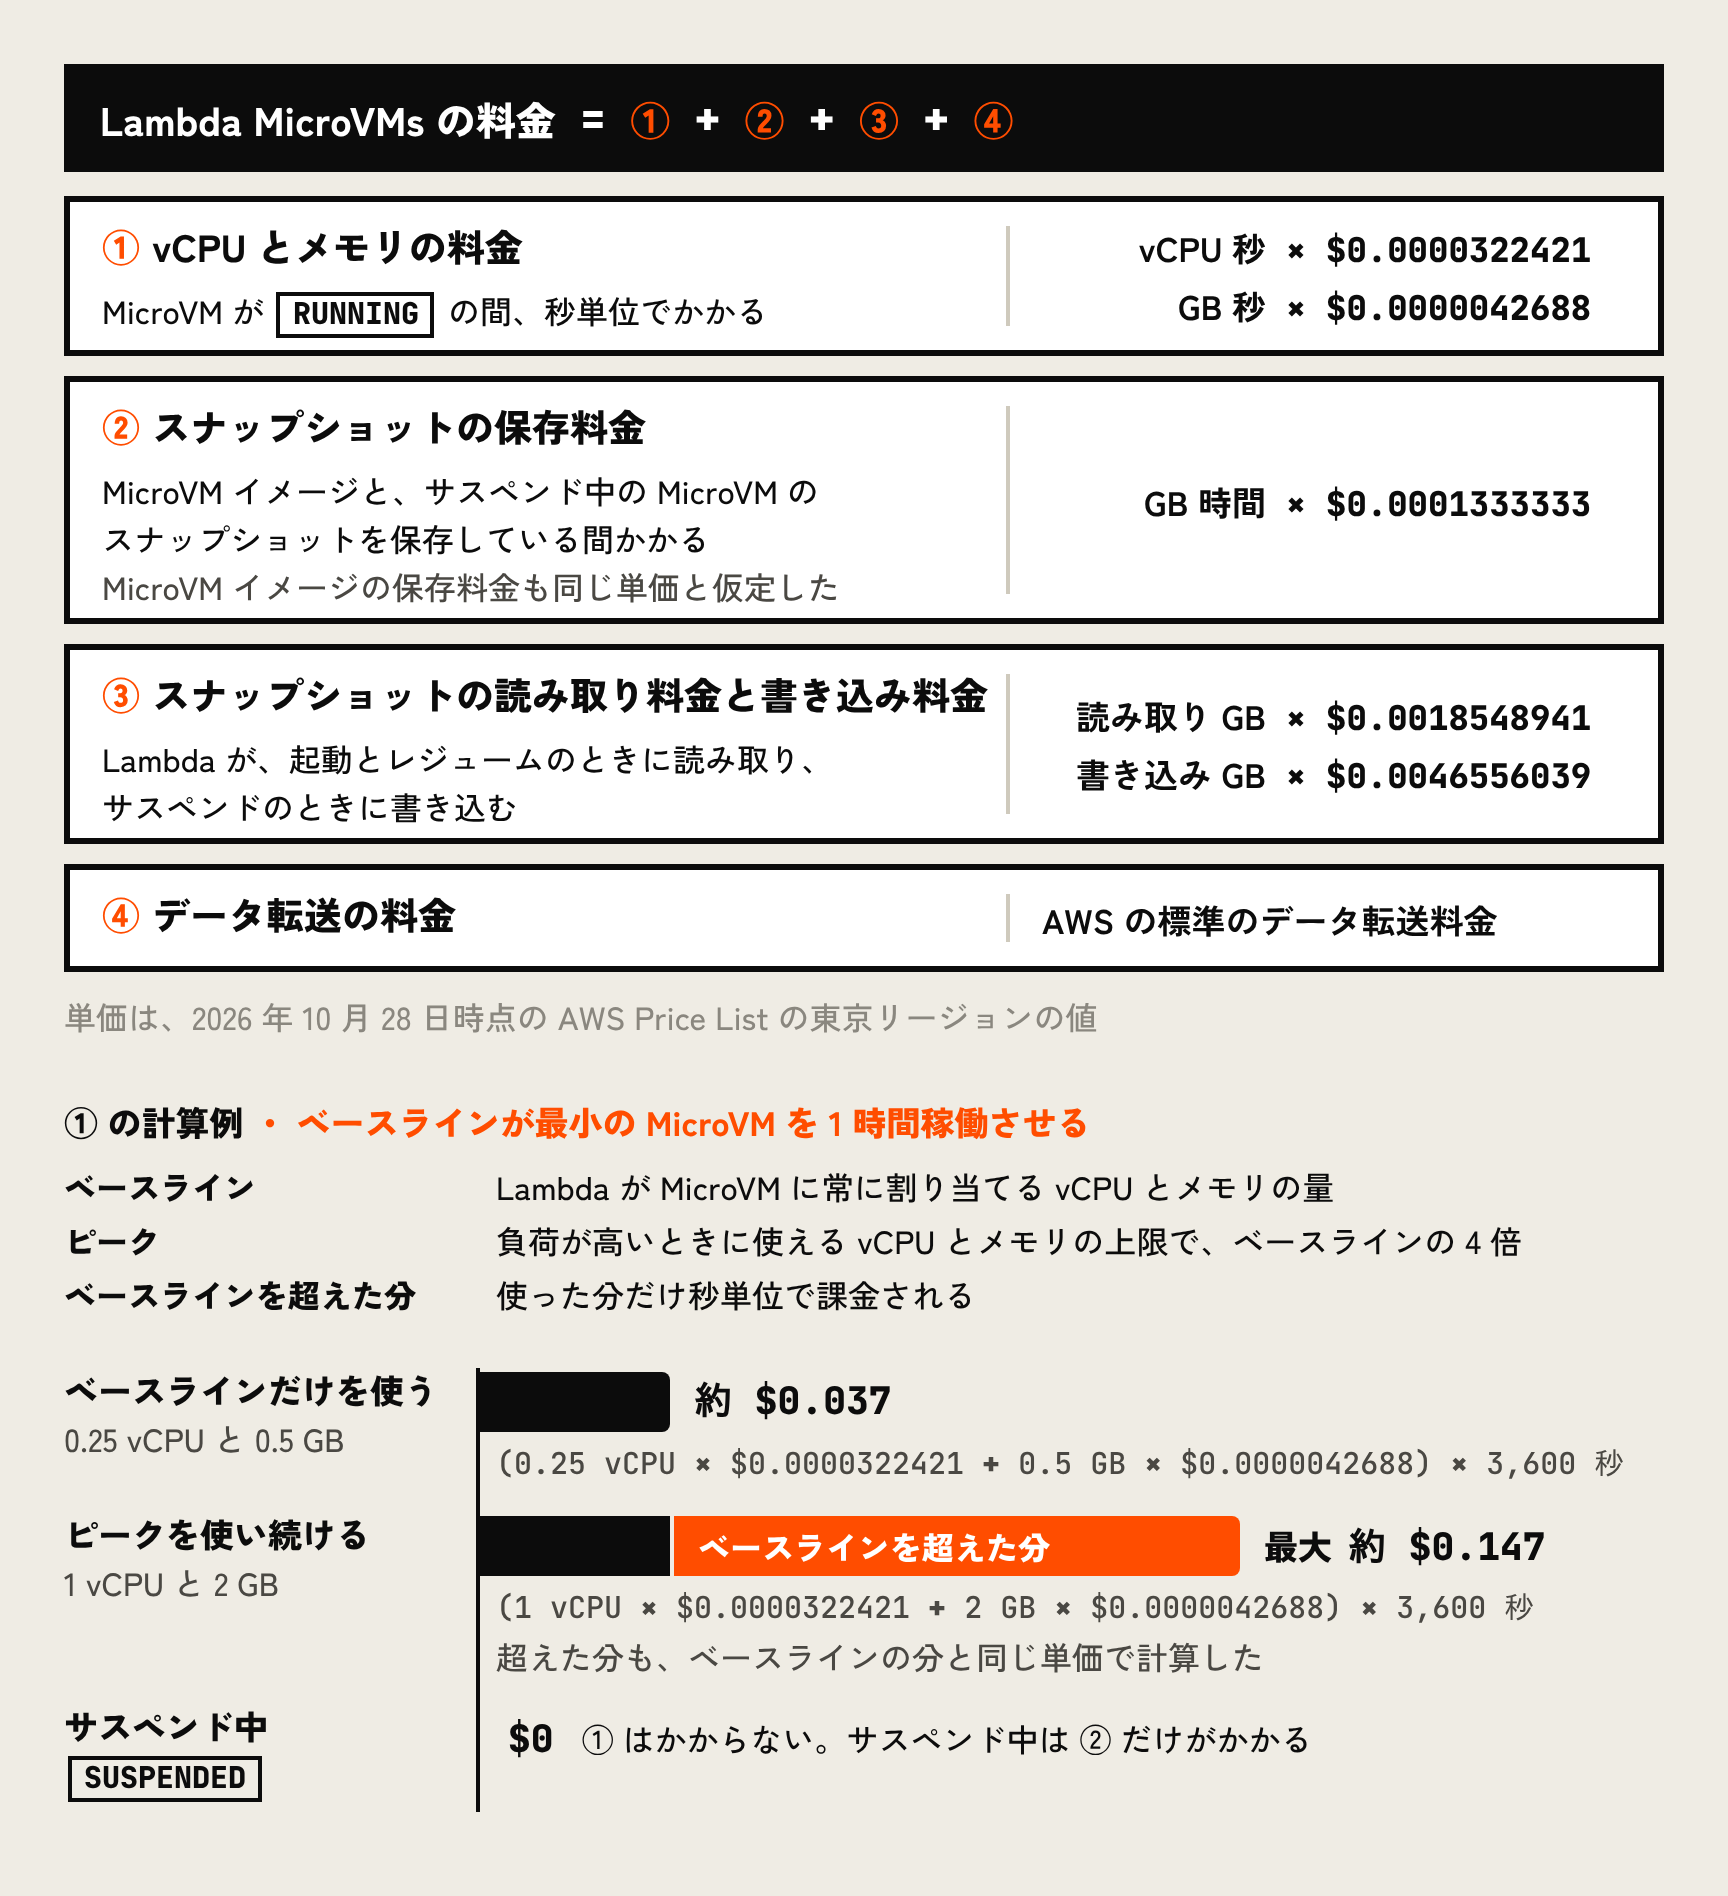 Lambda MicroVMs の料金 = ① + ② + ③ + ④
① vCPU とメモリの料金
MicroVM が RUNNING の間、秒単位でかかる
vCPU 秒 × $0.0000322421
GB 秒 × $0.0000042688
② スナップショットの保存料金
MicroVM イメージと、サスペンド中の MicroVM の
スナップショットを保存している間かかる
MicroVM イメージの保存料金も同じ単価と仮定した
GB 時間 × $0.0001333333
③ スナップショットの読み取り料金と書き込み料金
Lambda が、起動とレジュームのときに読み取り、
サスペンドのときに書き込む
読み取り GB × $0.0018548941
書き込み GB × $0.0046556039
④ データ転送の料金
AWS の標準のデータ転送料金
単価は、2026 年 10 月 28 日時点の AWS Price List の東京リージョンの値
① の計算例 ・ ベースラインが最小の MicroVM を 1 時間稼働させる
ベースライン Lambda が MicroVM に常に割り当てる vCPU とメモリの量
ピーク 負荷が高いときに使える vCPU とメモリの上限で、ベースラインの 4 倍
ベースラインを超えた分 使った分だけ秒単位で課金される
ベースラインだけを使う
0.25 vCPU と 0.5 GB
約 $0.037
(0.25 vCPU × $0.0000322421 + 0.5 GB × $0.0000042688) × 3,600 秒
ピークを使い続ける
1 vCPU と 2 GB
ベースラインを超えた分
最大 約 $0.147
(1 vCPU × $0.0000322421 + 2 GB × $0.0000042688) × 3,600 秒
超えた分も、ベースラインの分と同じ単価で計算した
サスペンド中
SUSPENDED
$0 ① はかからない。サスペンド中は ② だけがかかる